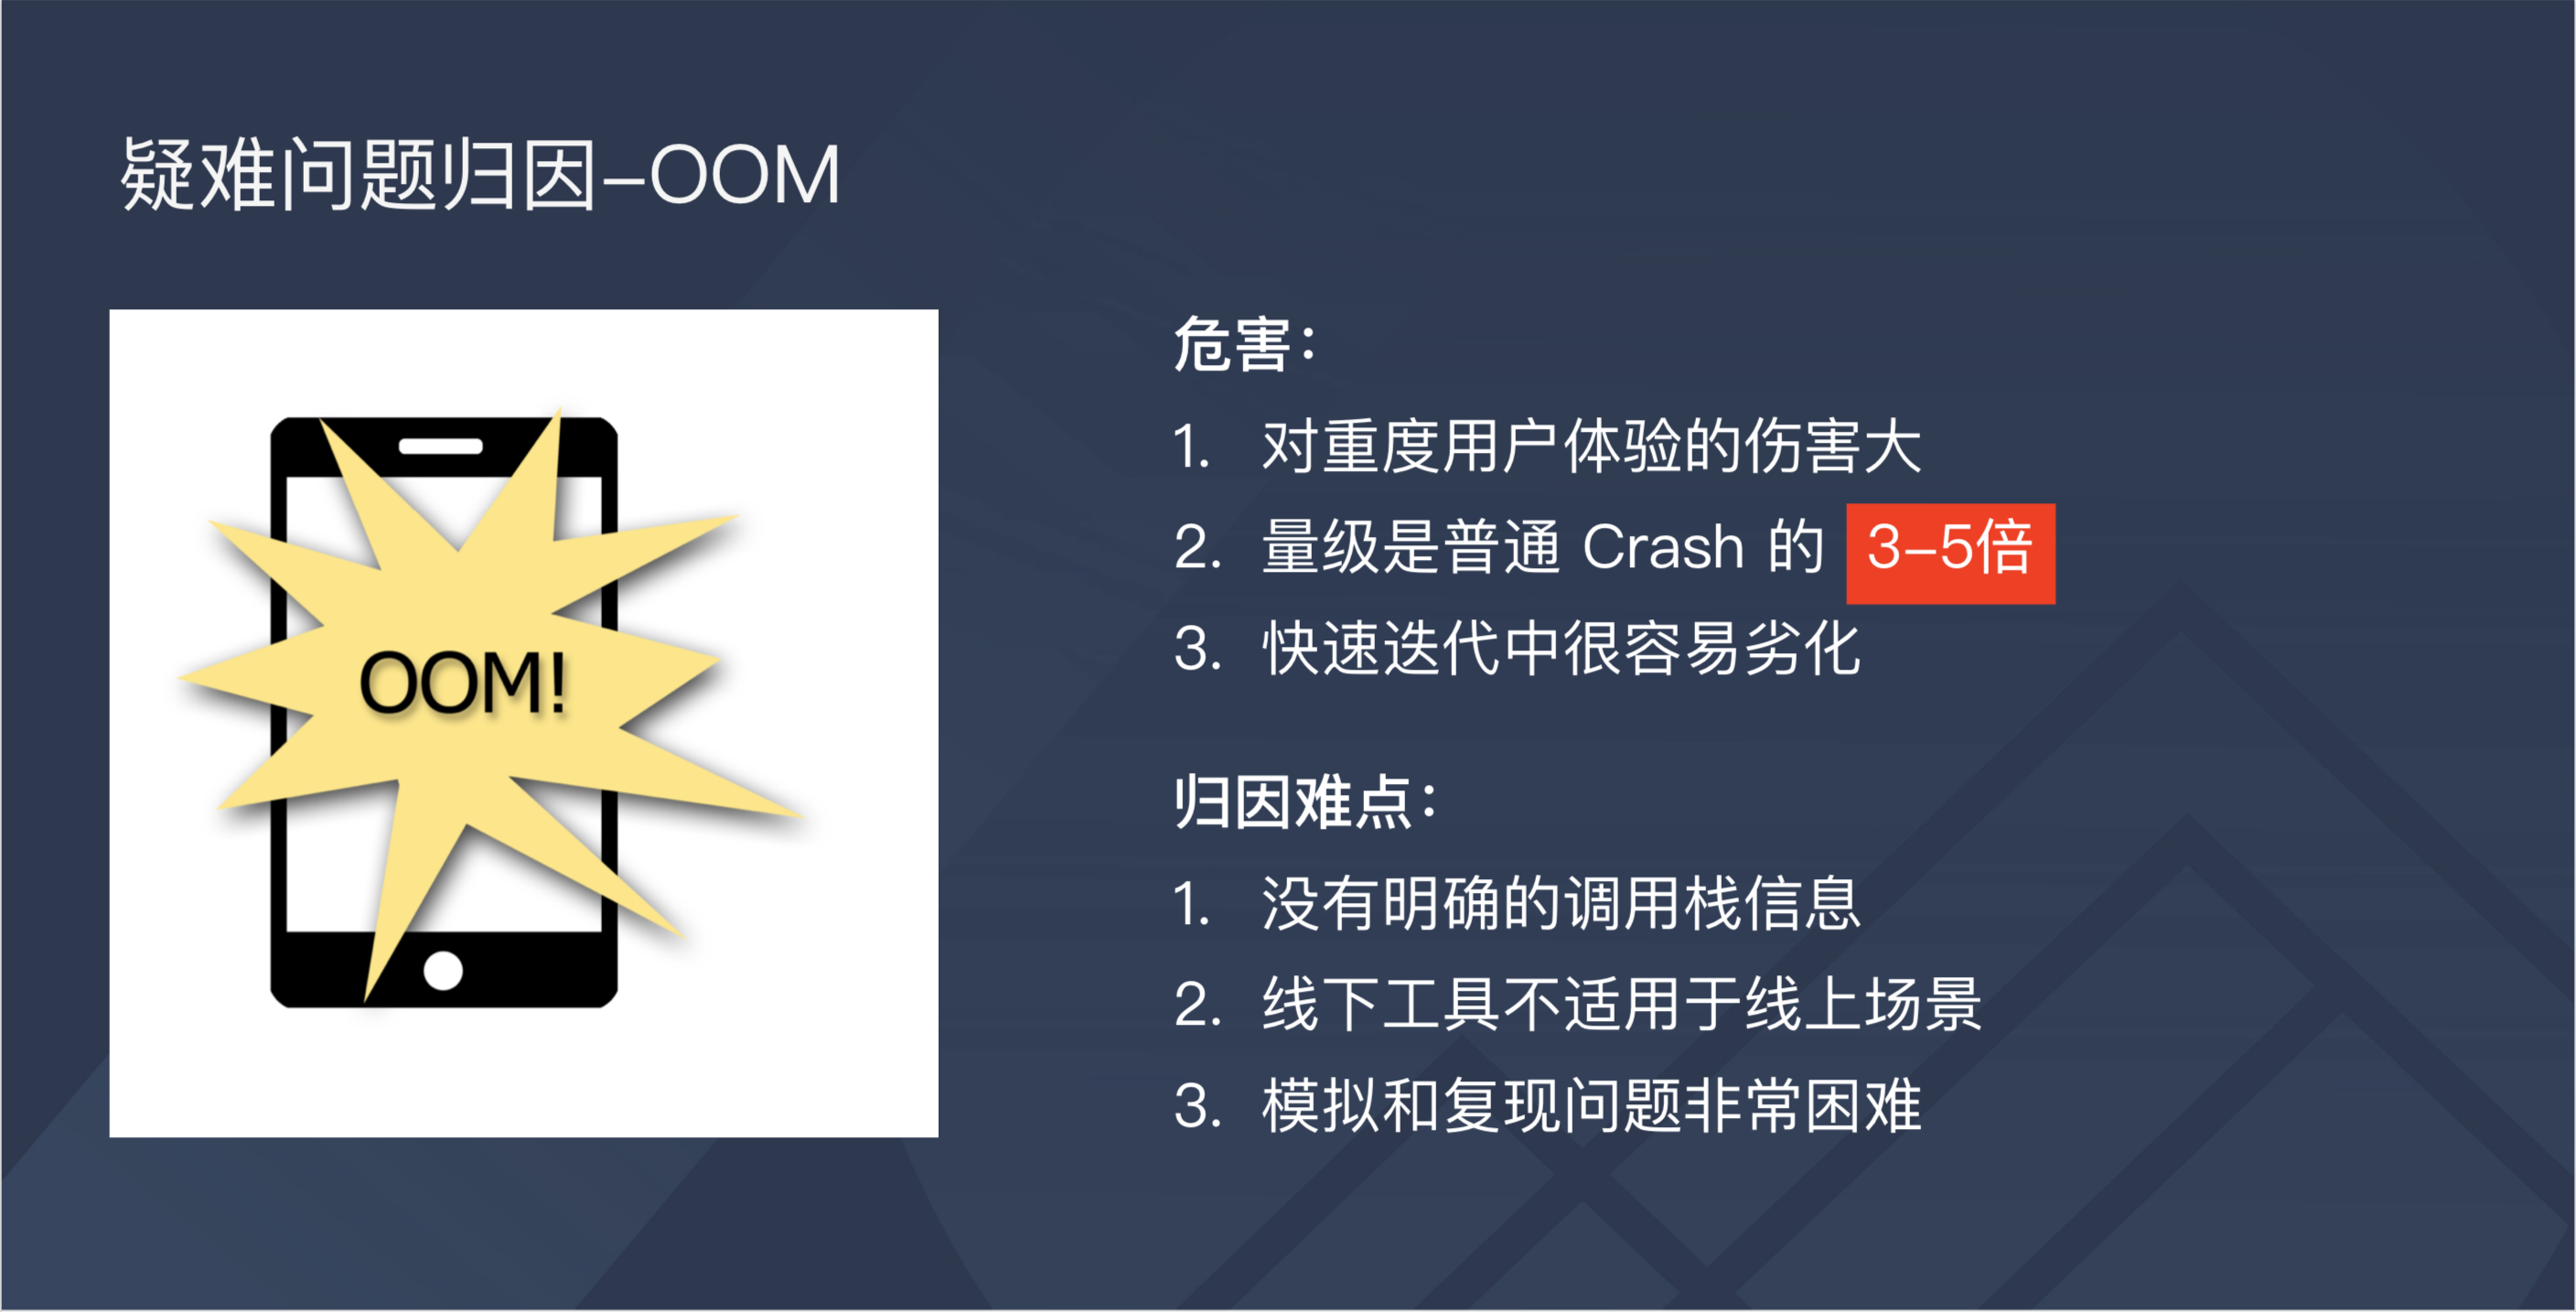 疑难问题归因-OOM
OOM!
危害：
1. 对重度用户体验的伤害大
2. 量级是普通 Crash 的 3-5倍
3. 快速迭代中很容易劣化
归因难点：
1. 没有明确的调用栈信息
2. 线下工具不适用于线上场景
3. 模拟和复现问题非常困难